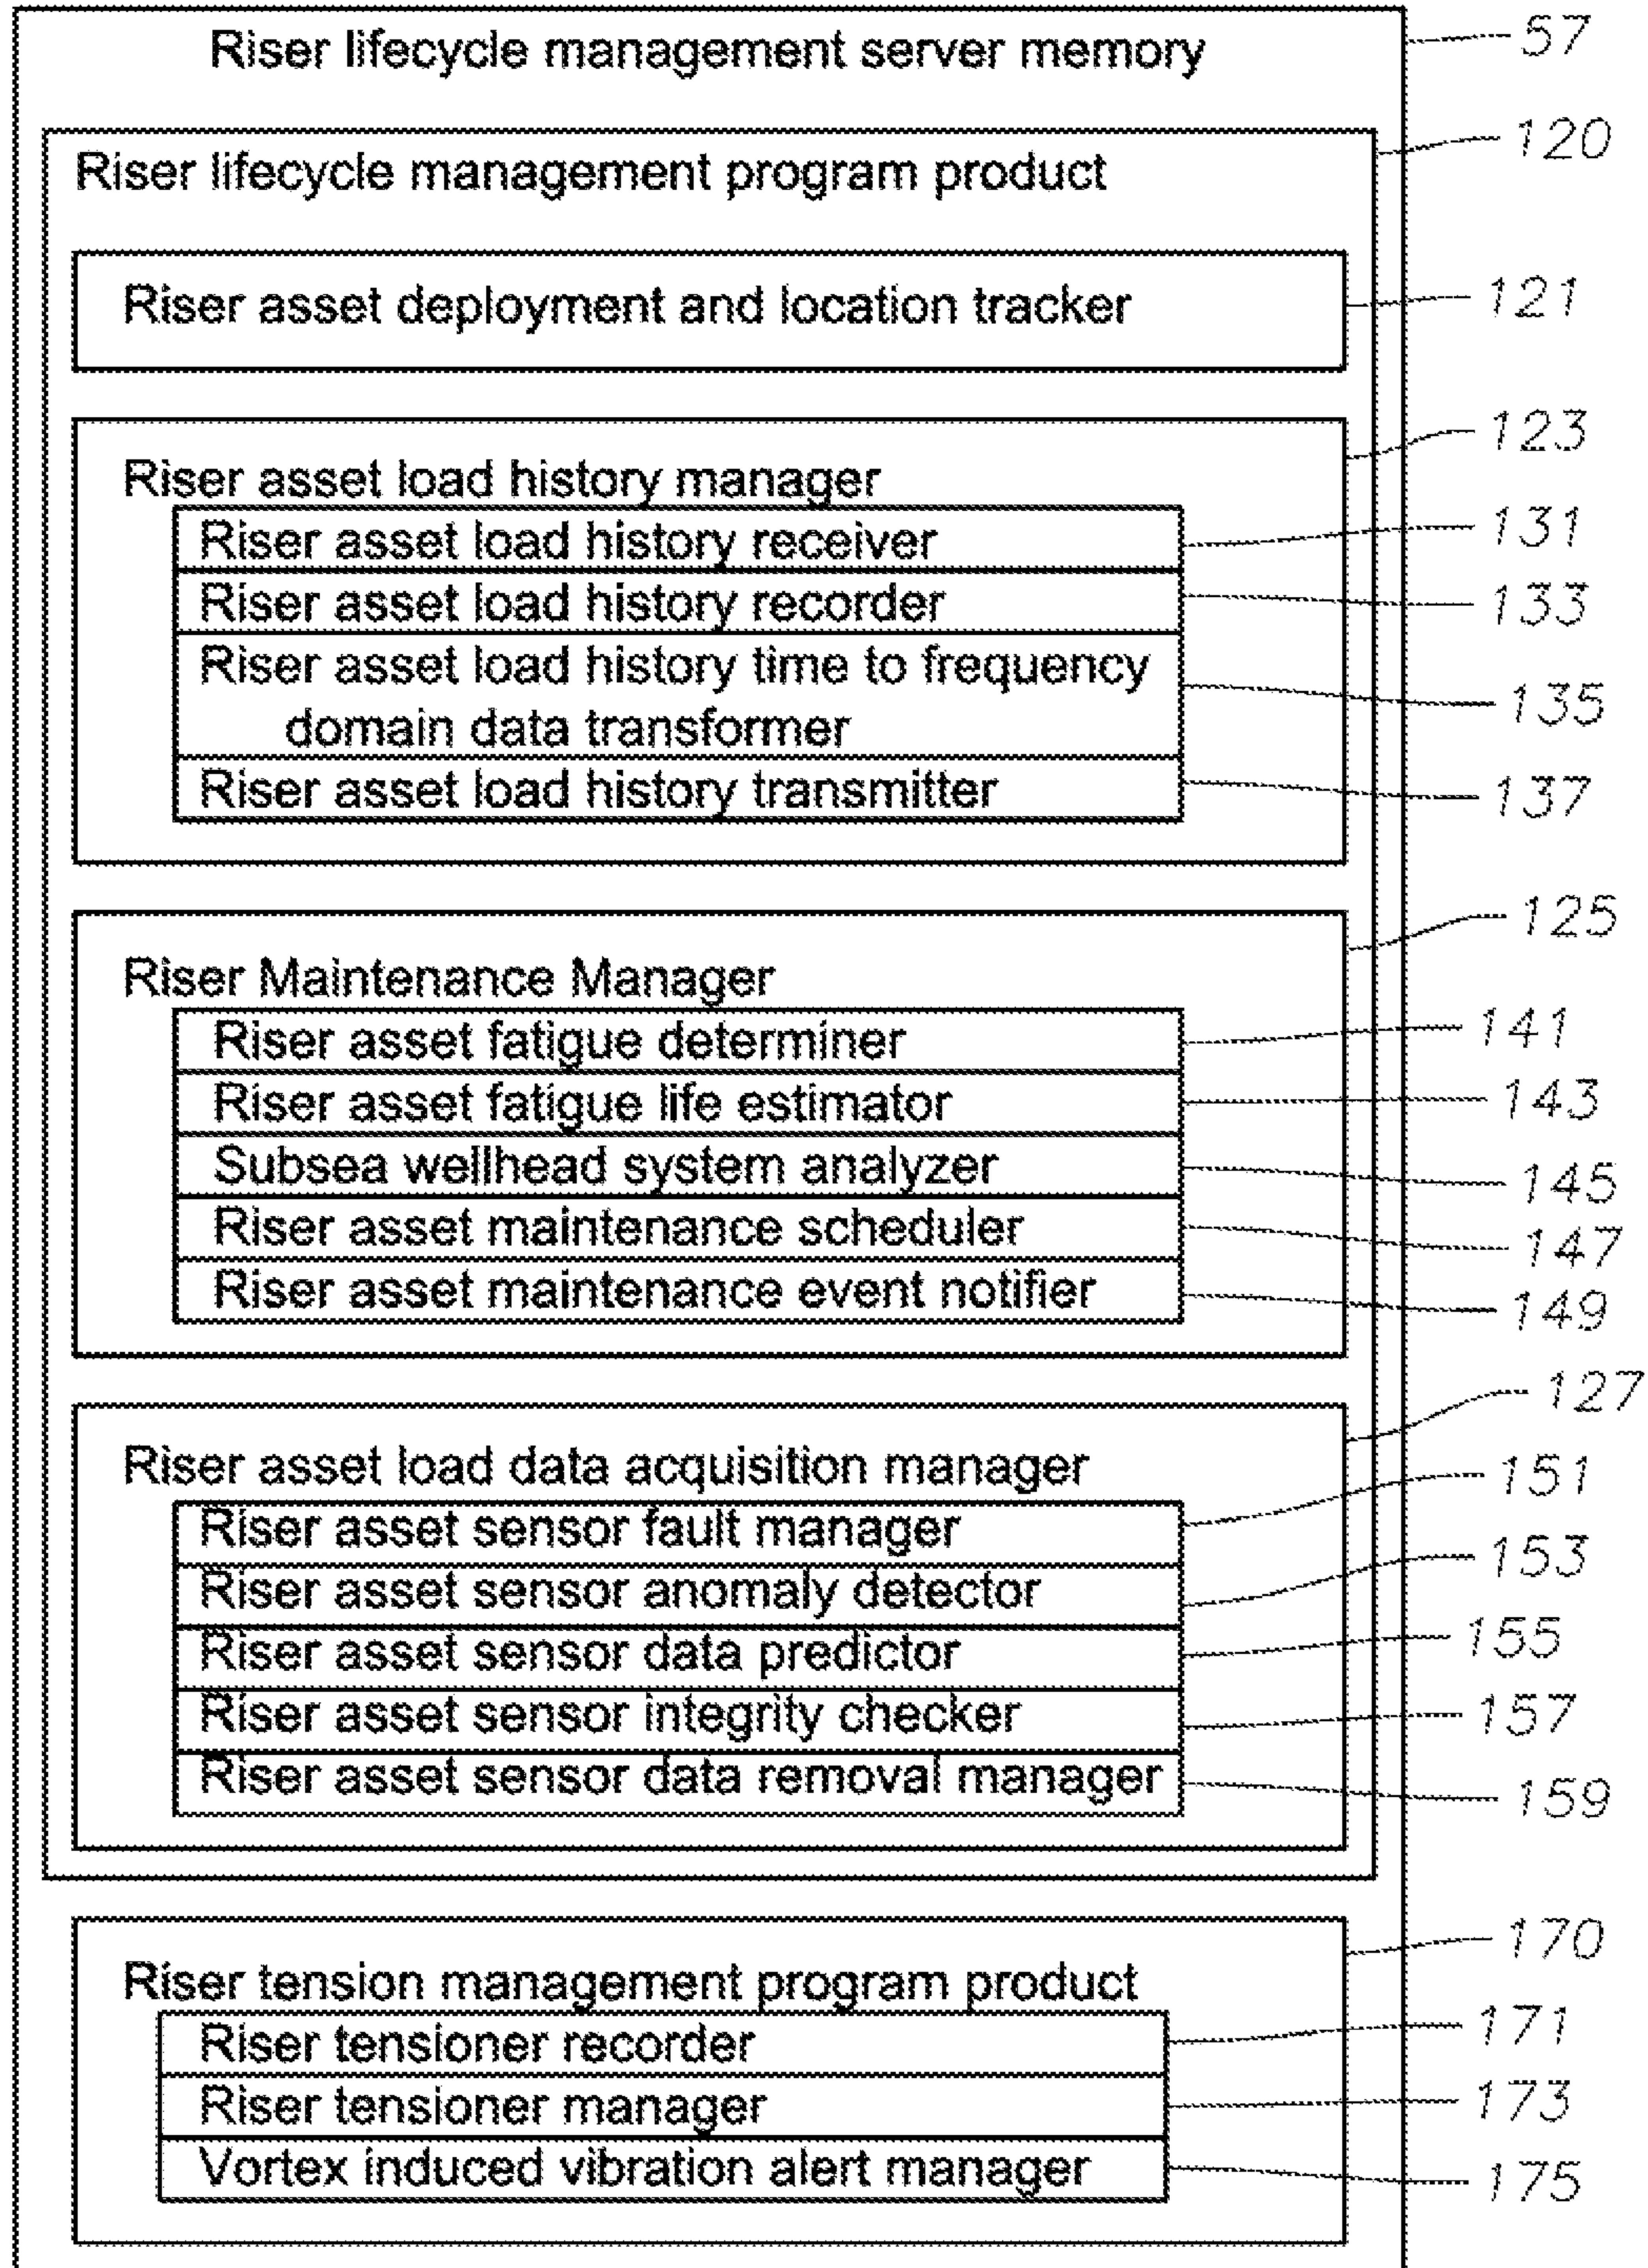 Riser lifecycle management server memory
57
120
Riser lifecycle management program product
Riser asset deployment and location tracker
121
123
Riser asset load history manager
Riser asset load history receiver
131
Riser asset load history recorder
133
Riser asset load history time to frequency
domain data transformer
135
Riser asset load history transmitter
137
125
Riser Maintenance Manager
Riser asset fatigue determiner
141
Riser asset fatigue life estimator
143
Subsea wellhead system analyzer
145
Riser asset maintenance scheduler
147
Riser asset maintenance event notifier
149
127
Riser asset load data acquisition manager
Riser asset sensor fault manager
151
Riser asset sensor anomaly detector
153
Riser asset sensor data predictor
155
Riser asset sensor integrity checker
157
Riser asset sensor data removal manager
159
170
Riser tension management program product
Riser tensioner recorder
171
Riser tensioner manager
173
Vortex induced vibration alert manager
175